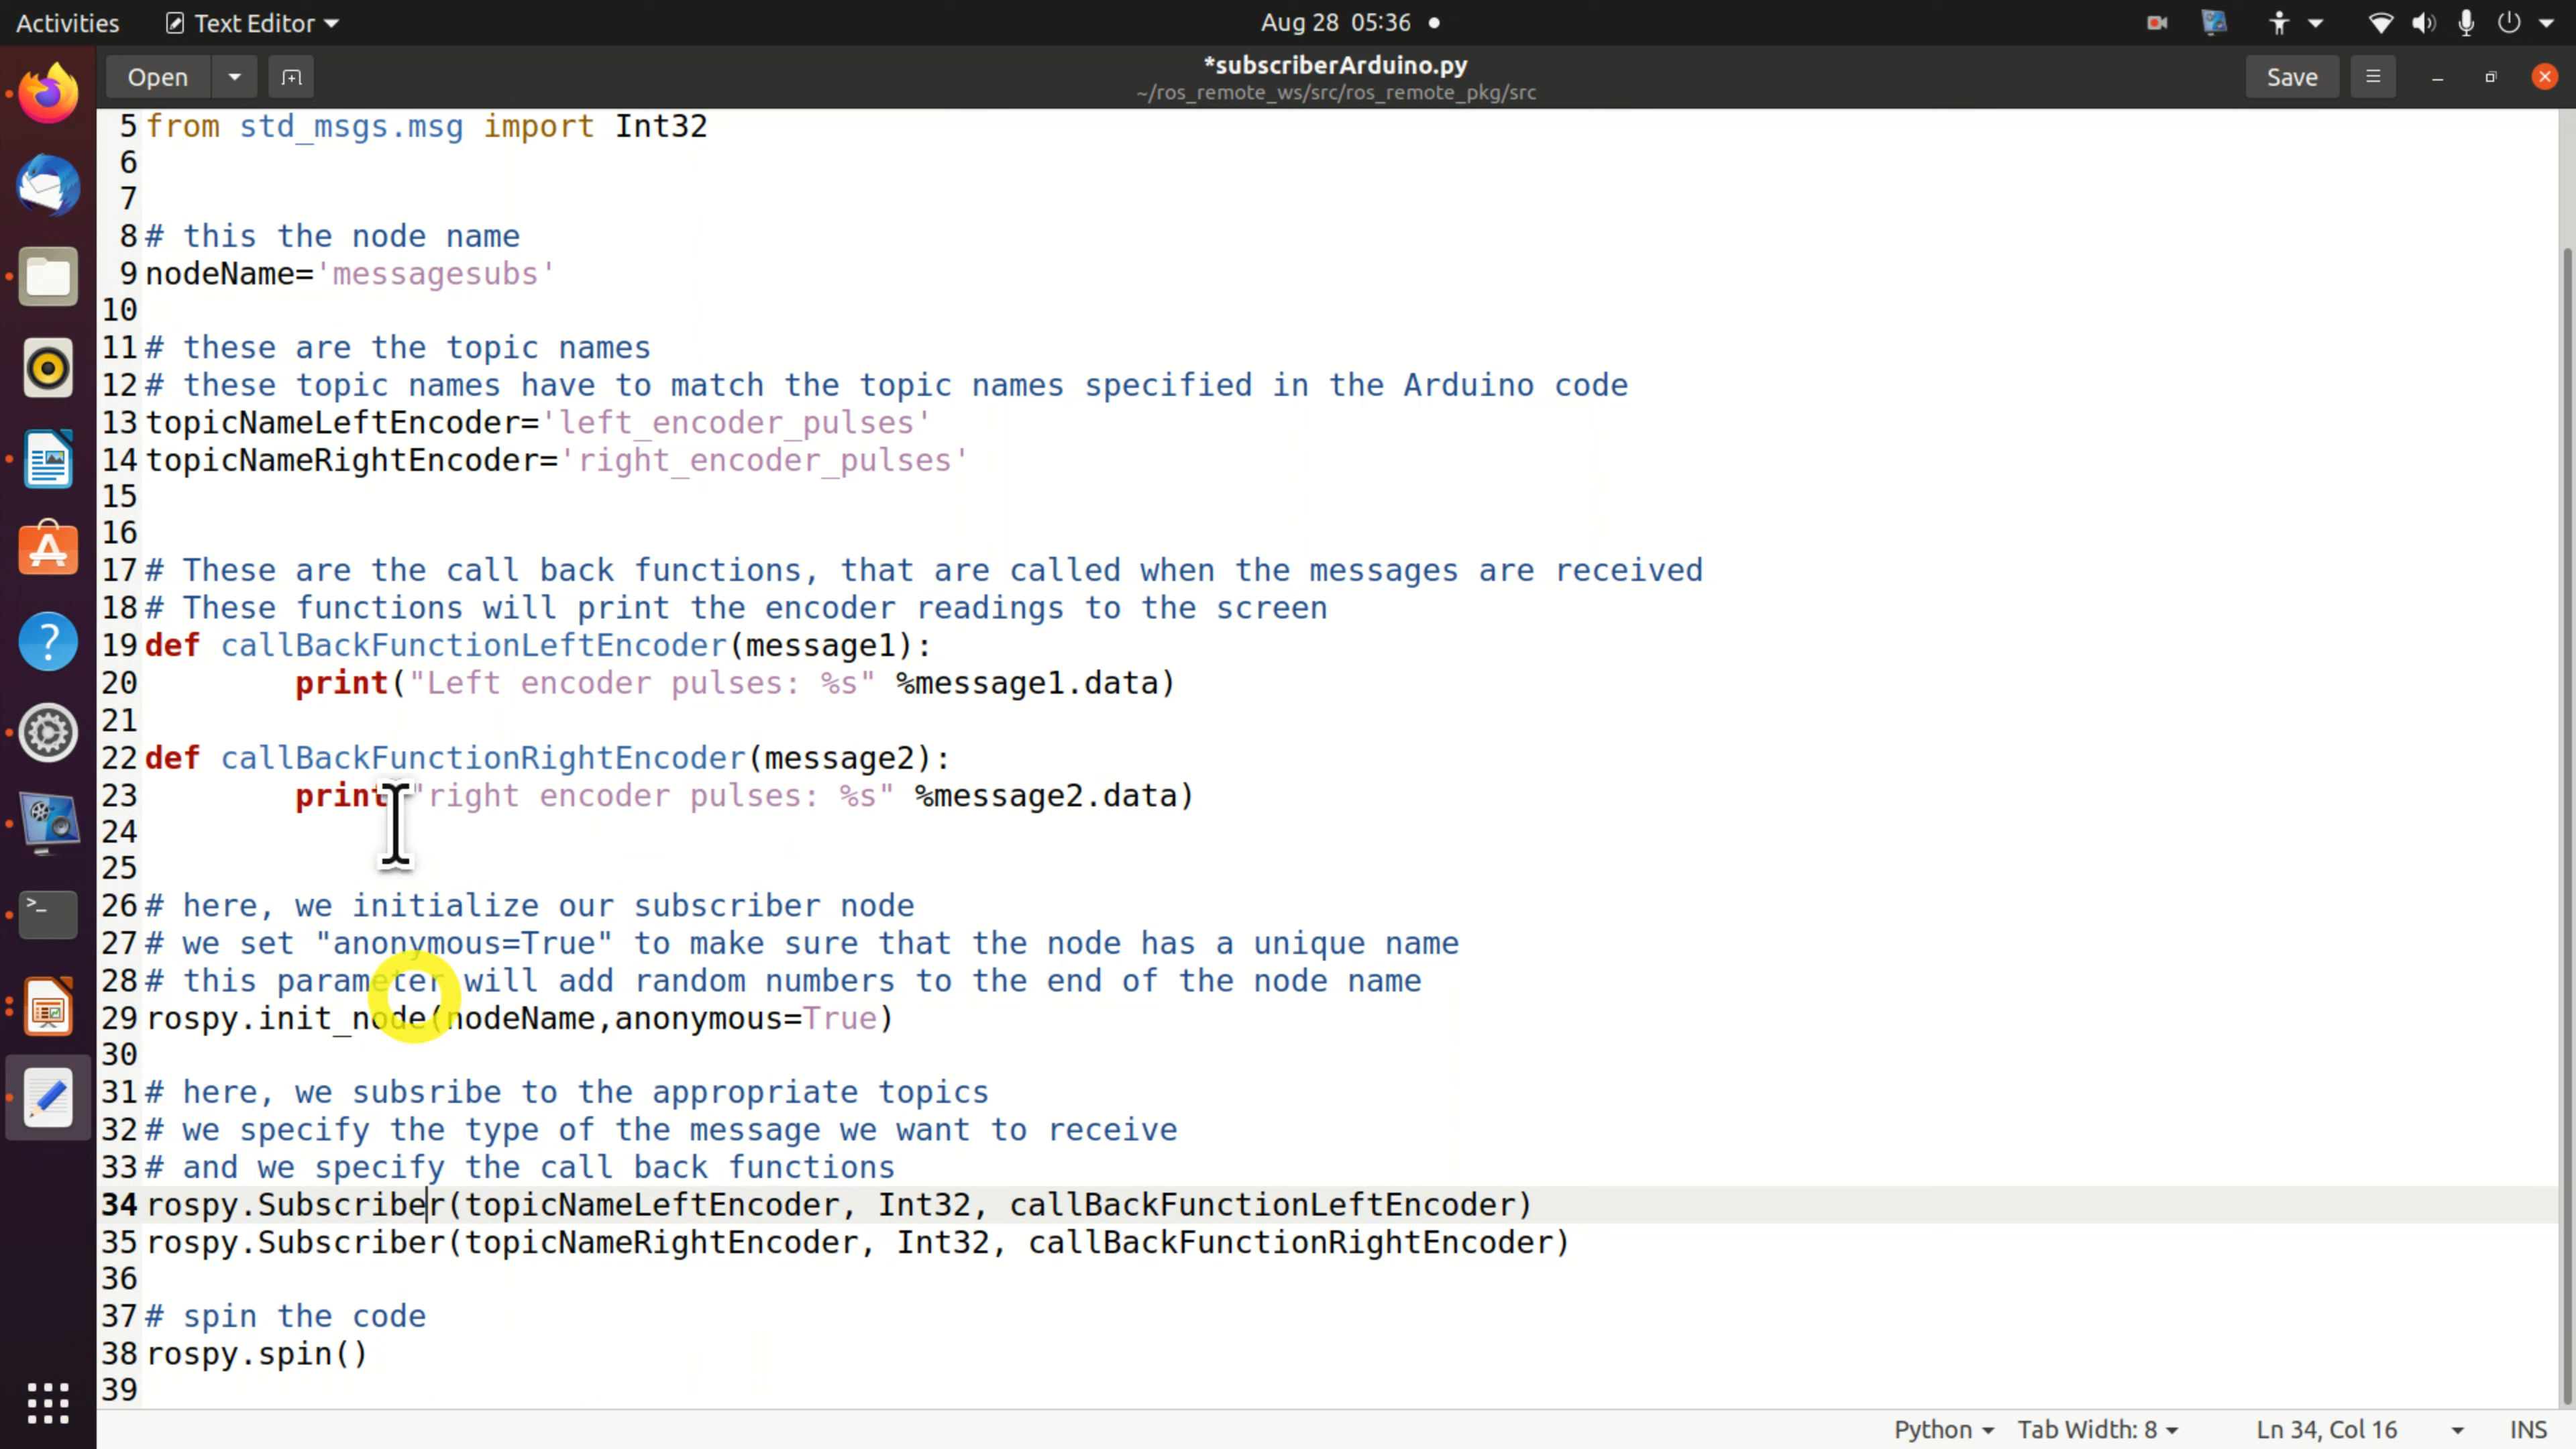 Activities Text Editor Aug 28 05:36
Open *subscriberArduino.py Save
~/ros_remote_ws/src/ros_remote_pkg/src
5 from std_msgs.msg import Int32
6
7
8 # this the node name
9 nodeName='messagesubs'
10
11 # these are the topic names
12 # these topic names have to match the topic names specified in the Arduino code
13 topicNameLeftEncoder='left_encoder_pulses'
14 topicNameRightEncoder='right_encoder_pulses'
15
16
17 # These are the call back functions, that are called when the messages are received
18 # These functions will print the encoder readings to the screen
19 def callBackFunctionLeftEncoder(message1):
20         print("Left encoder pulses: %s" %message1.data)
21
22 def callBackFunctionRightEncoder(message2):
23         print("right encoder pulses: %s" %message2.data)
24
25
26 # here, we initialize our subscriber node
27 # we set "anonymous=True" to make sure that the node has a unique name
28 # this parameter will add random numbers to the end of the node name
29 rospy.init_node(nodeName,anonymous=True)
30
31 # here, we subsribe to the appropriate topics
32 # we specify the type of the message we want to receive
33 # and we specify the call back functions
34 rospy.Subscriber(topicNameLeftEncoder, Int32, callBackFunctionLeftEncoder)
35 rospy.Subscriber(topicNameRightEncoder, Int32, callBackFunctionRightEncoder)
36
37 # spin the code
38 rospy.spin()
39
Python Tab Width: 8 Ln 34, Col 16 INS